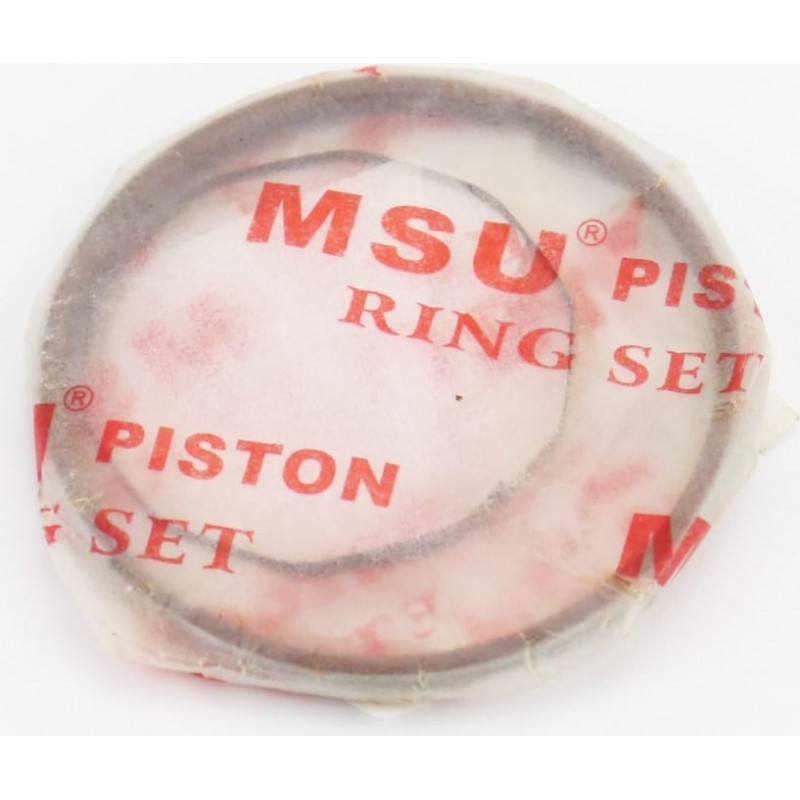 MSU® PIS
RING SET
® PISTON
G SET
M